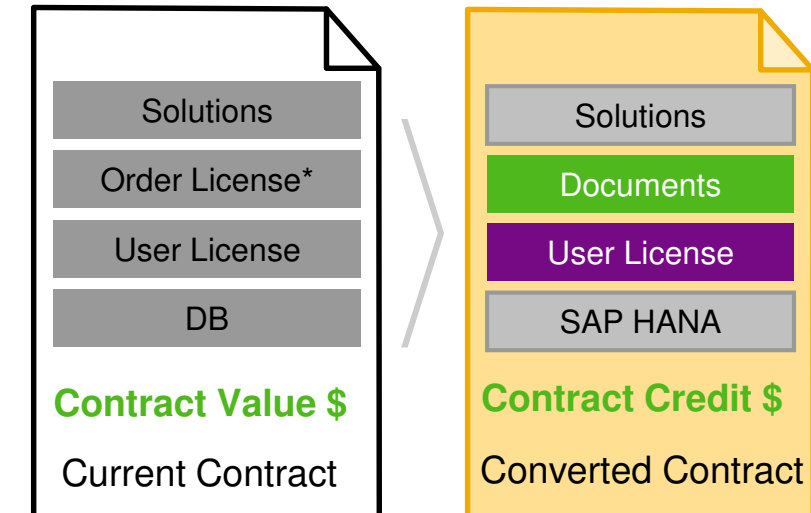 Solutions
Order License*
User License
DB
Contract Value $
Current Contract
Solutions
Documents
User License
SAP HANA
Contract Credit $
Converted Contract